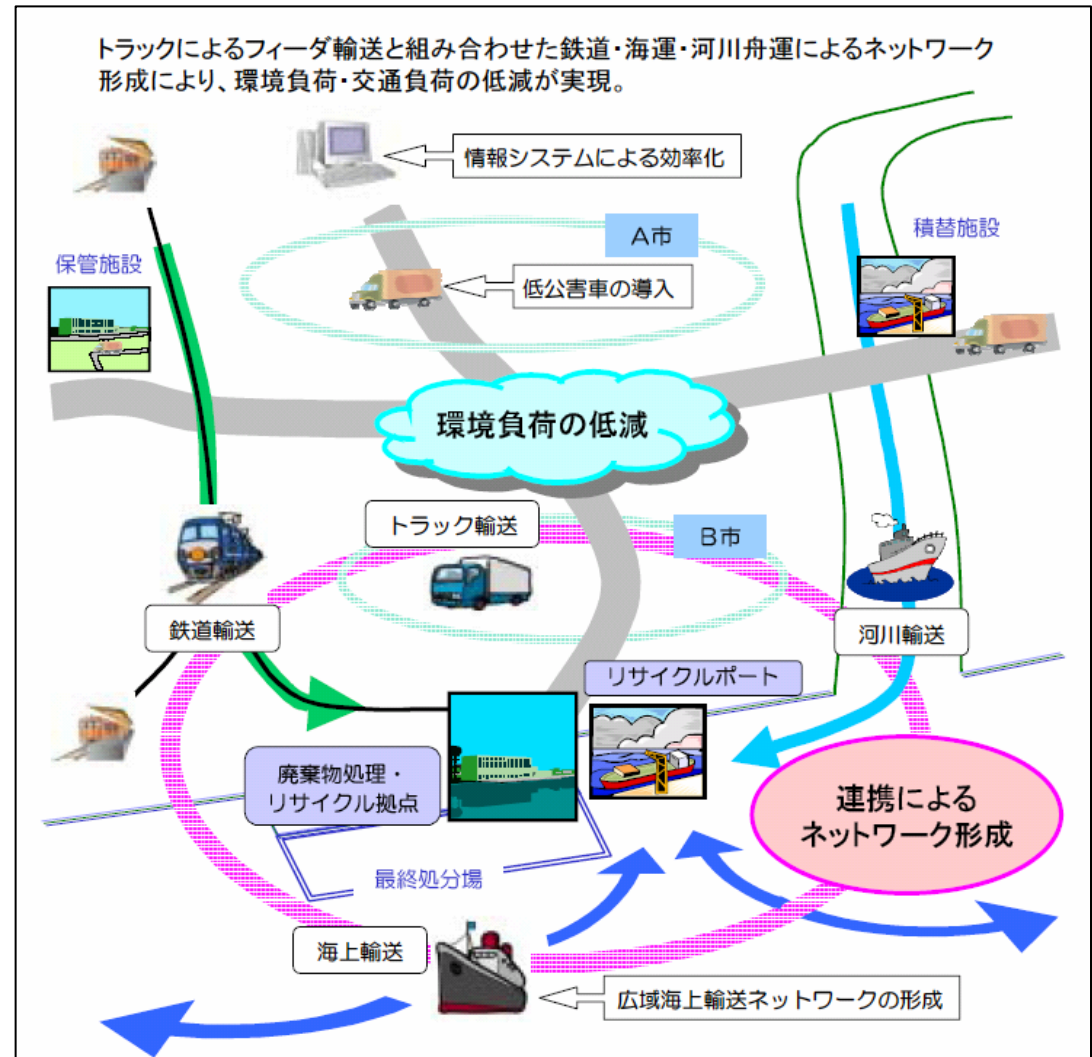 トラックによるフィーダ輸送と組み合わせた鉄道・海運・河川舟運によるネットワーク
形成により、環境負荷・交通負荷の低減が実現。
情報システムによる効率化
A市
積替施設
保管施設
低公害車の導入
環境負荷の低減
トラック輸送
B市
鉄道輸送
河川輸送
リサイクルポート
廃棄物処理・
リサイクル拠点
連携による
ネットワーク形成
最終処分場
海上輸送
広域海上輸送ネットワークの形成